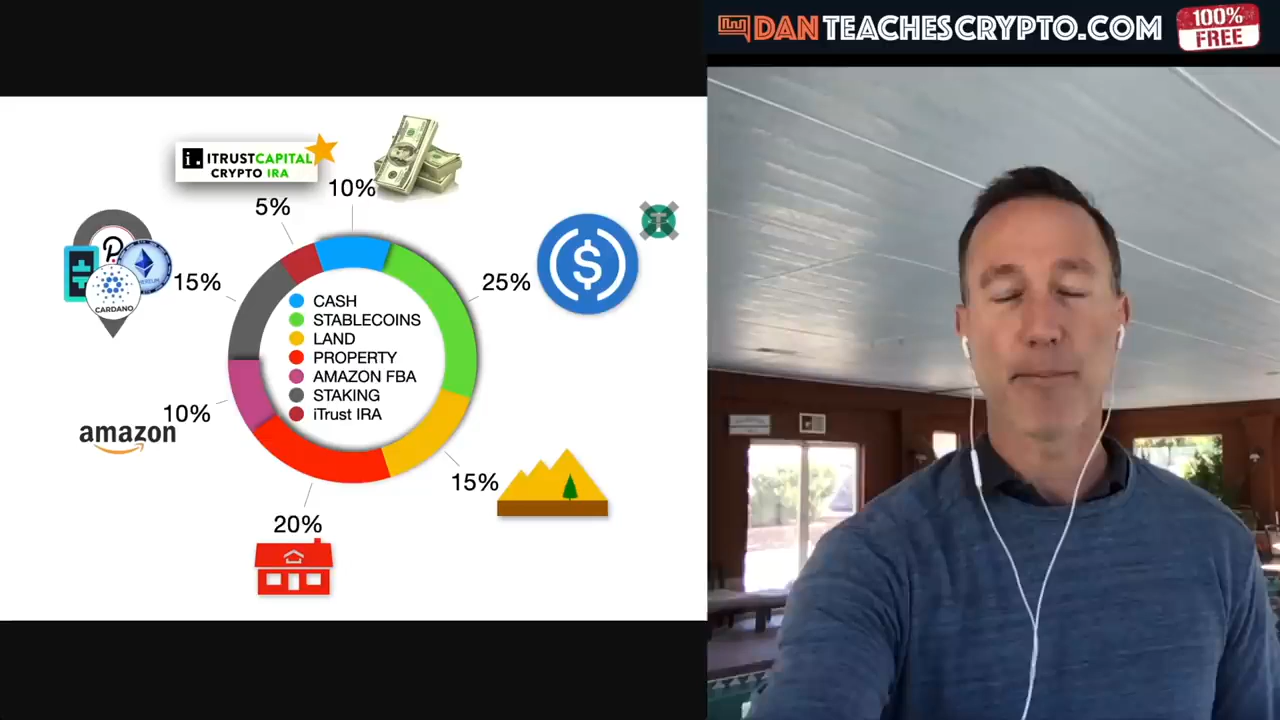 DANTEACHESCRYPTO.COM
100%
FREE
i. ITRUSTCAPITAL
CRYPTO IRA
10%
5%
25%
15%
CARDANO
CASH
STABLECOINS
LAND
PROPERTY
AMAZON FBA
STAKING
iTrust IRA
10%
amazon
15%
20%